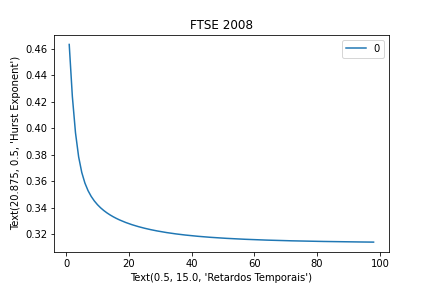 FTSE 2008
0
Text(20.875, 0.5, 'Hurst Exponent')
0.46
0.44
0.42
0.40
0.38
0.36
0.34
0.32
0 20 40 60 80 100
Text(0.5, 15.0, 'Retardos Temporais')